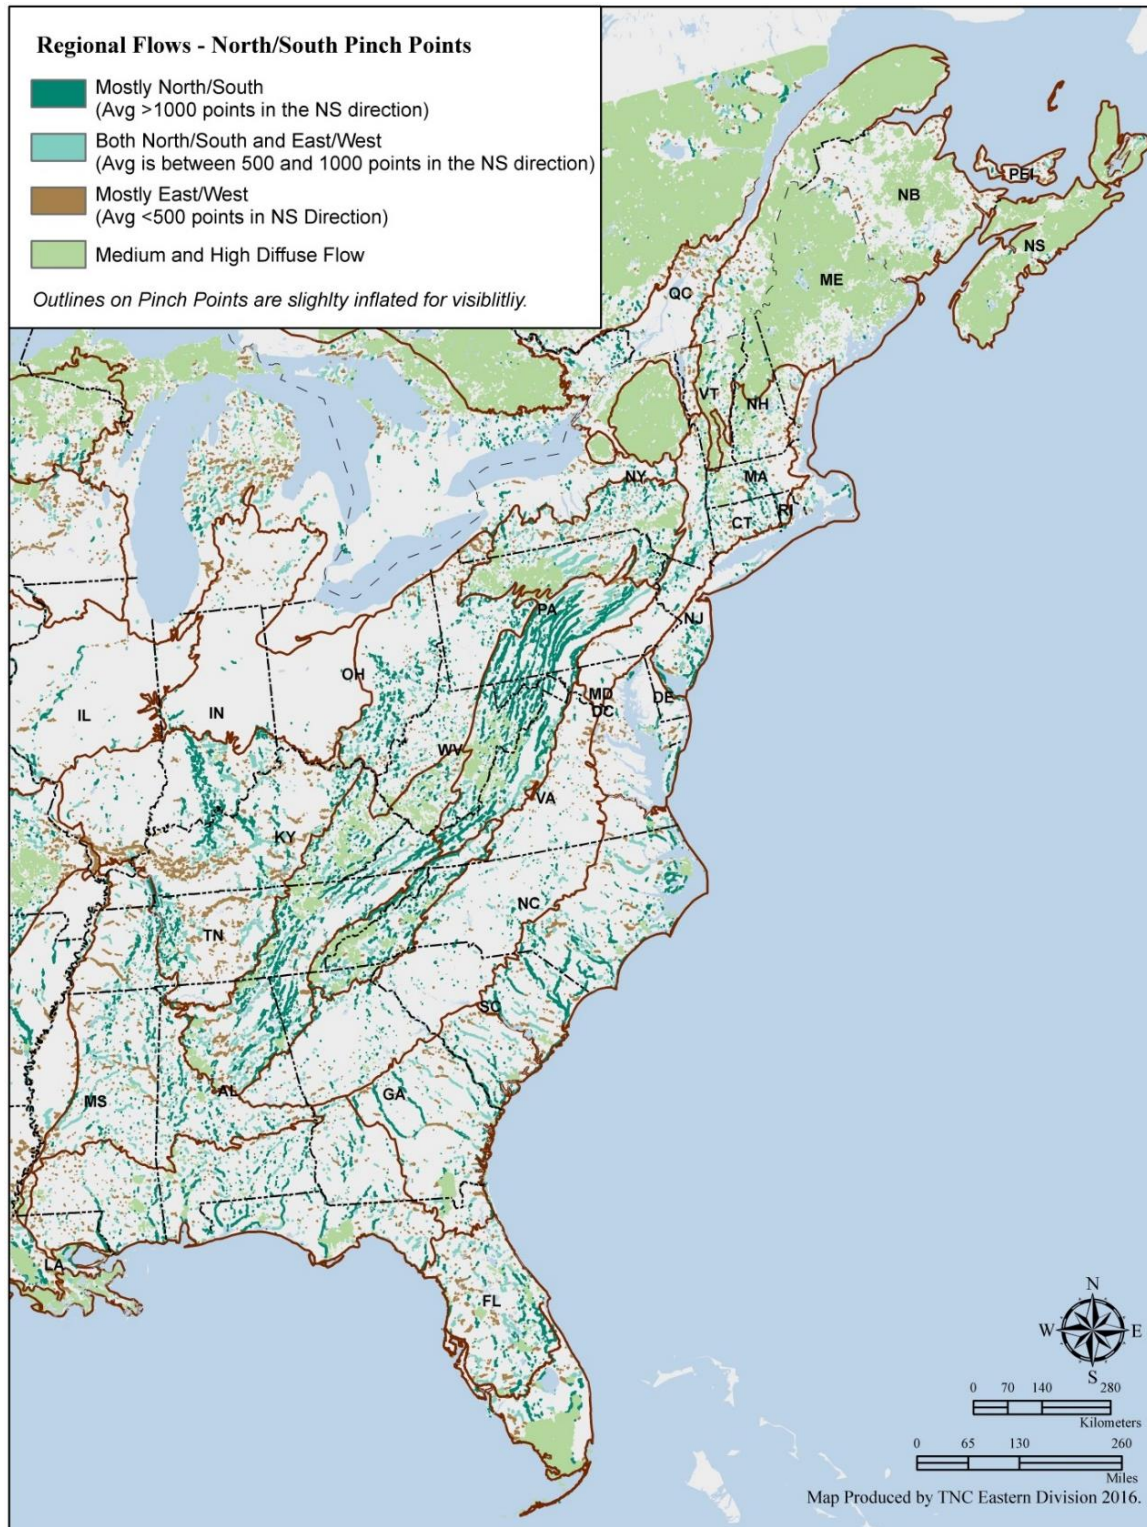 Regional Flows - North/South Pinch Points
Mostly North/South
(Avg >1000 points in the NS direction)
Both North/South and East/West
(Avg is between 500 and 1000 points in the NS direction)
Mostly East/West
(Avg <500 points in NS Direction)
Medium and High Diffuse Flow
Outlines on Pinch Points are slighlty inflated for visiblitliy.
PEI
NB
NS
ME
QC
VT
NH
NY
MA
CT
RI
PA
NJ
OH
MD
DC
DE
IL
IN
WV
VA
KY
NC
TN
SC
GA
AL
MS
LA
FL
N
W
E
S
0 70 140 280
Kilometers
0 65 130 260
Miles
Map Produced by TNC Eastern Division 2016.